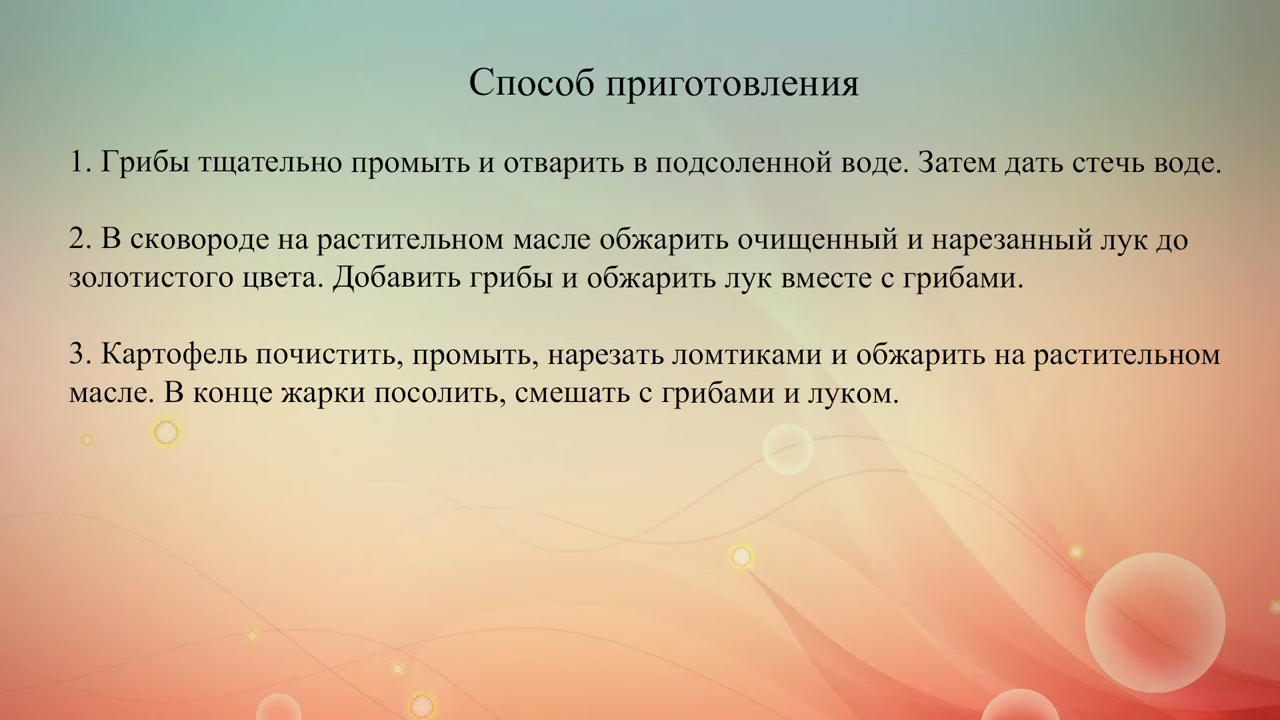 Способ приготовления
1. Грибы тщательно промыть и отварить в подсоленной воде. Затем дать стечь воде.
2. В сковороде на растительном масле обжарить очищенный и нарезанный лук до
золотистого цвета. Добавить грибы и обжарить лук вместе с грибами.
3. Картофель почистить, промыть, нарезать ломтиками и обжарить на растительном
масле. В конце жарки посолить, смешать с грибами и луком.